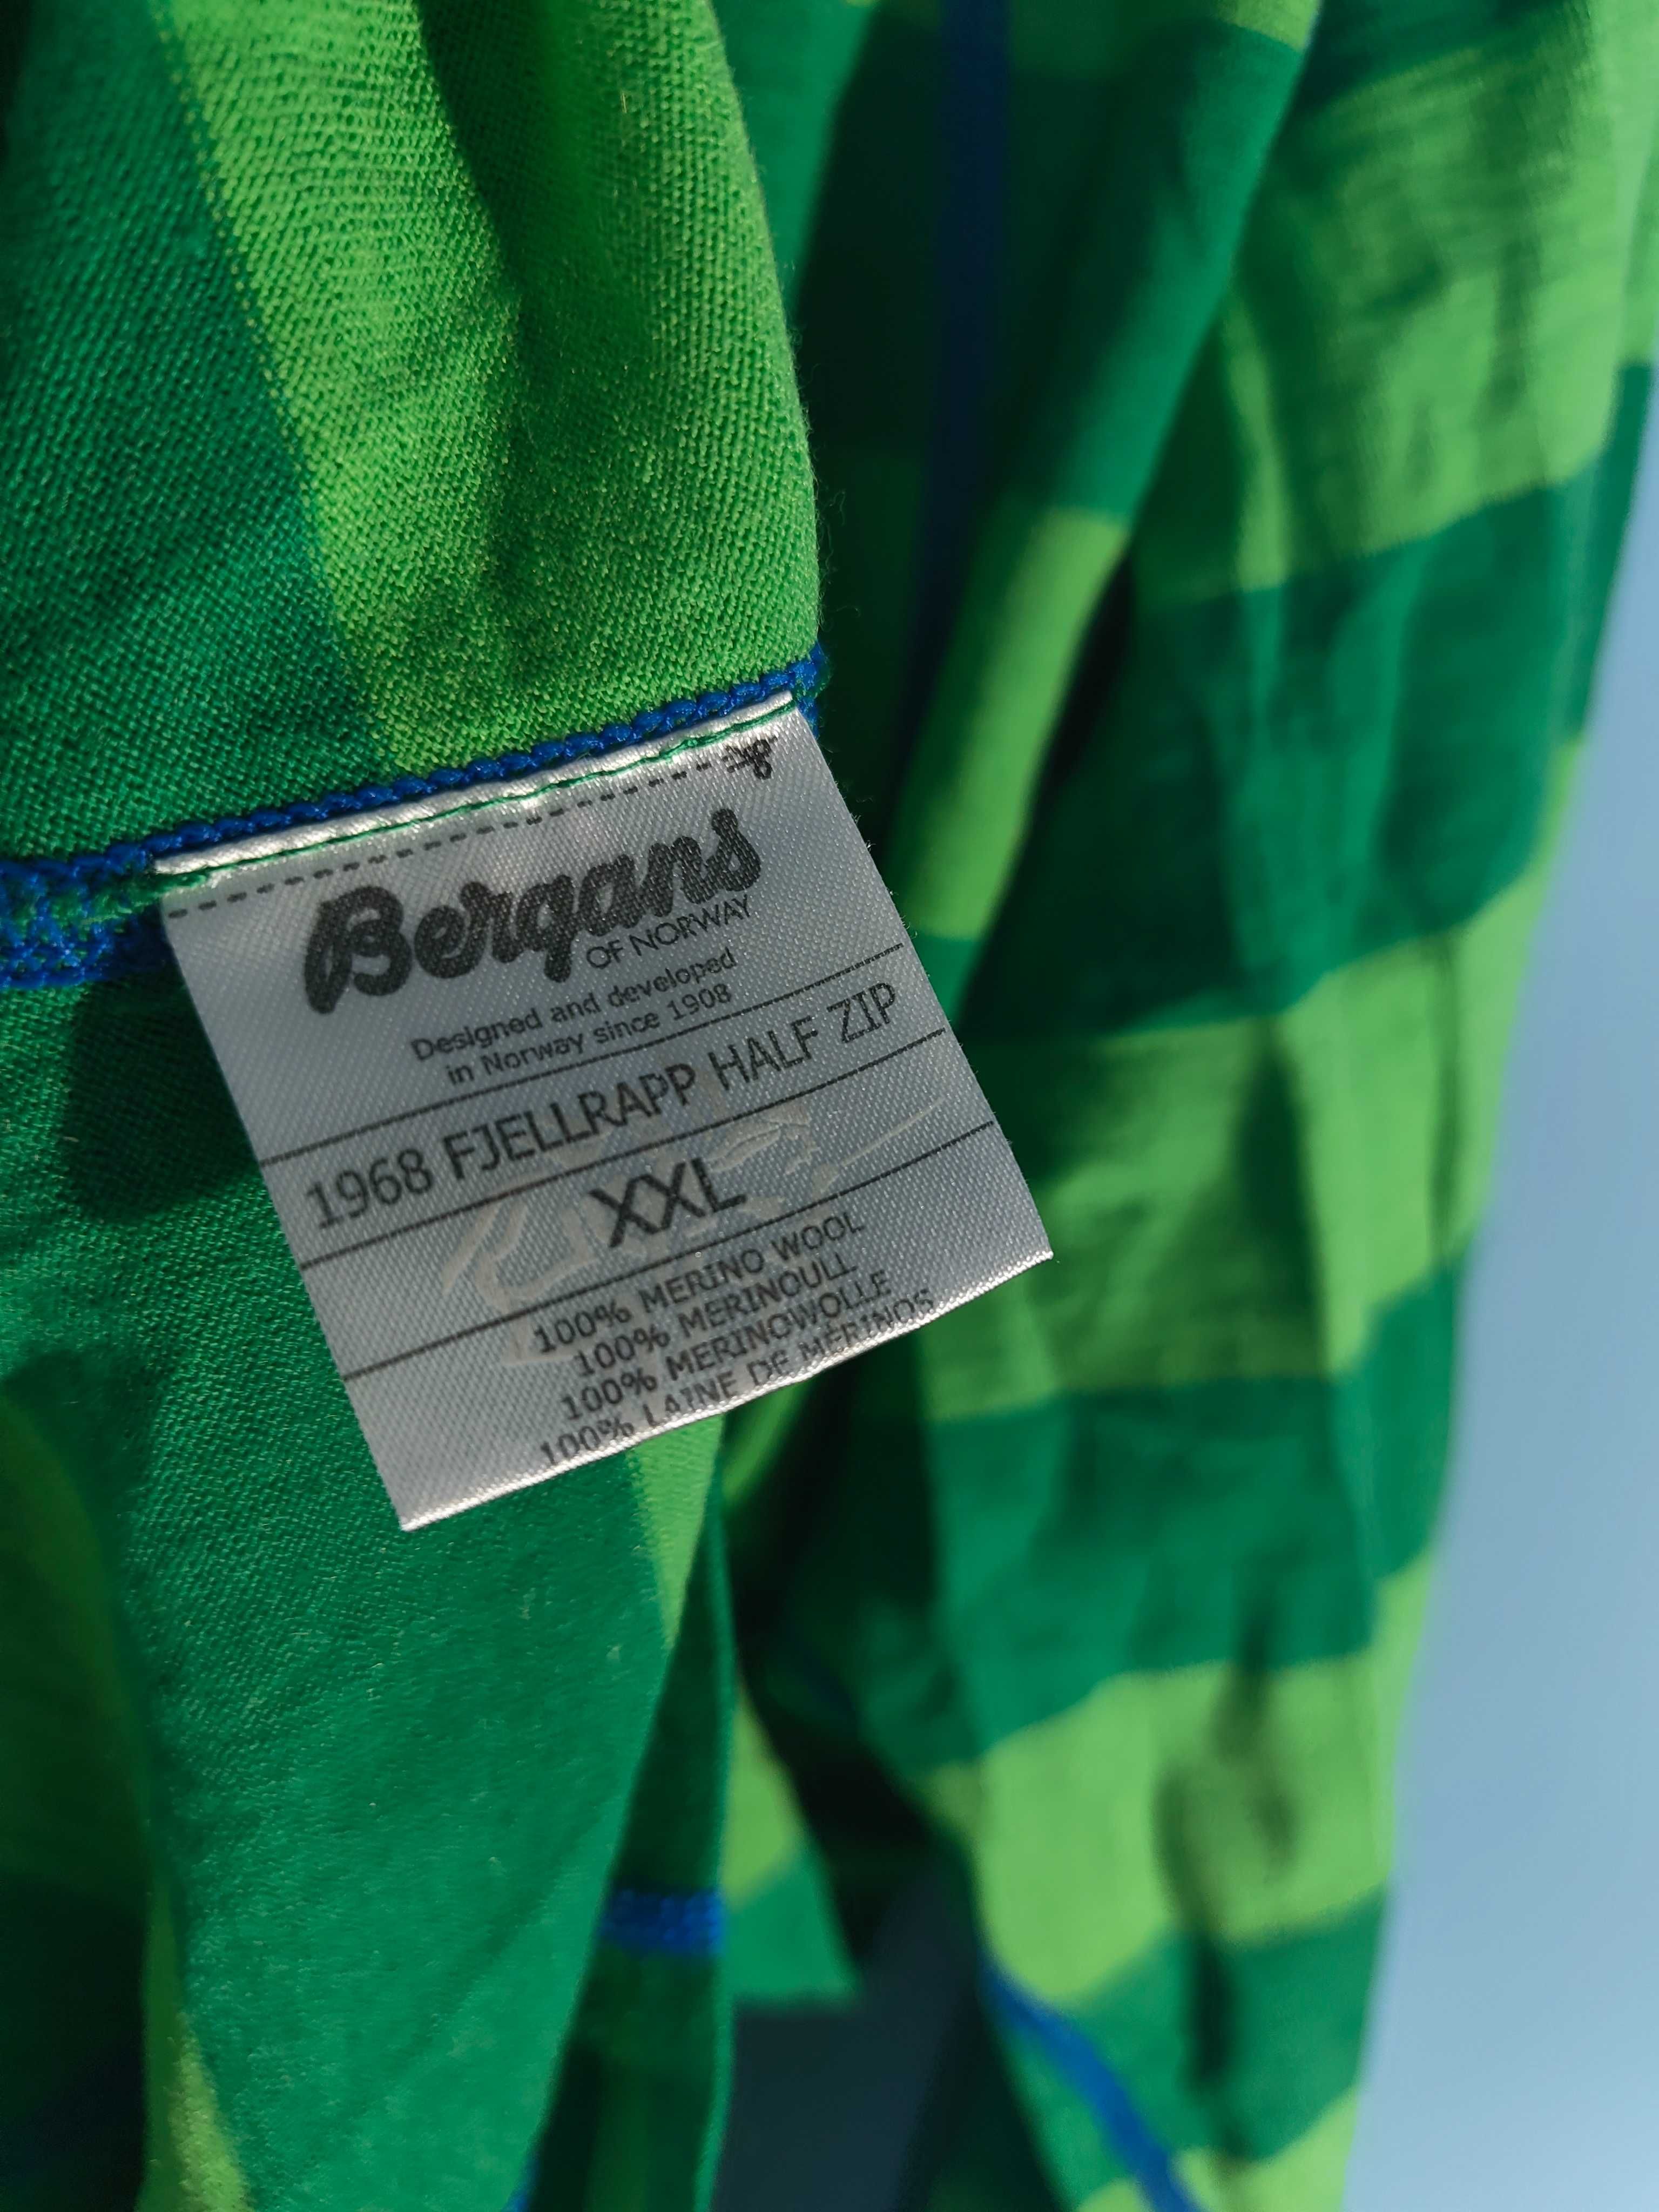 Bergans
OF NORWAY
Designed and developed
in Norway since 1908
1968 FJELLRAPP HALF ZIP
XXL
100% MERINO WOOL
100% MERINOULL
100% MERINOWOLLE
100% LAINE DE MÉRINOS